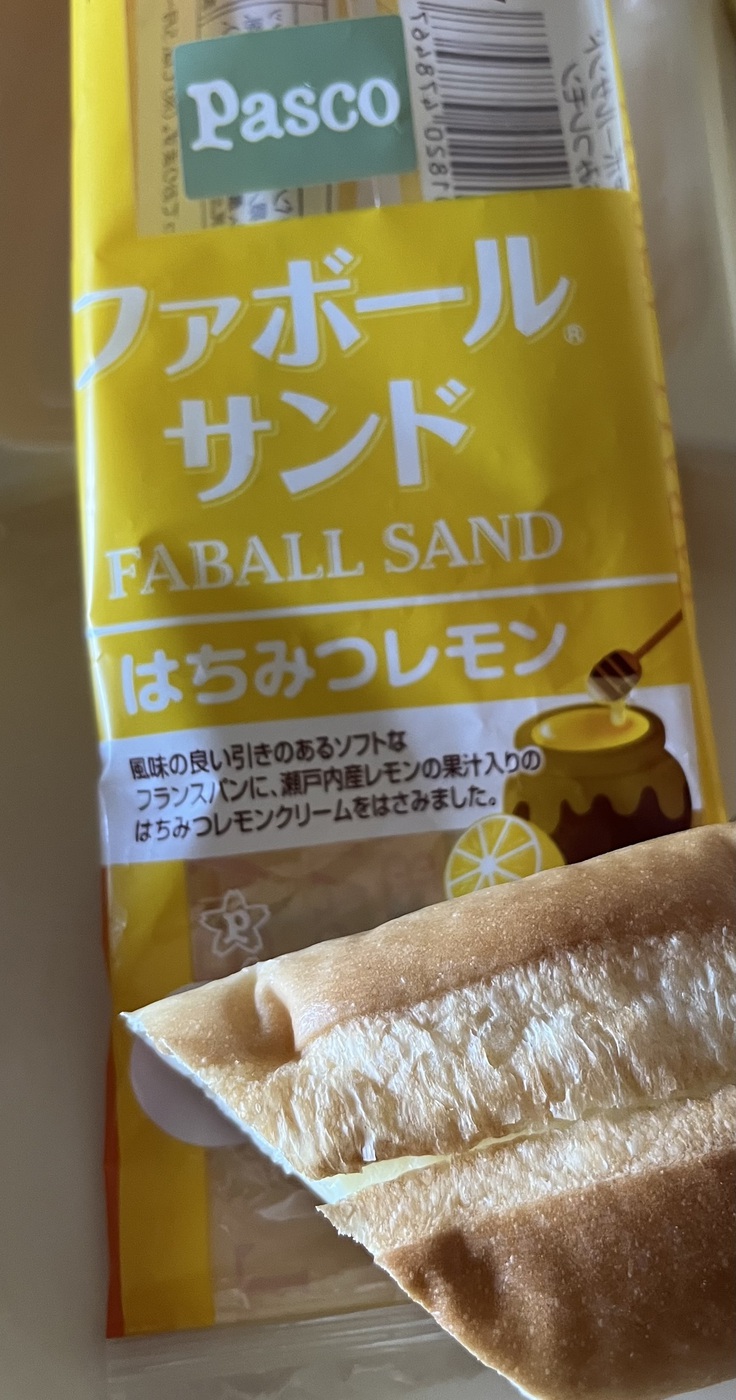 Pasco
ファボール®
サンド
FABALL SAND
はちみつレモン
風味の良い引きのあるソフトな
フランスパンに、瀬戸内産レモンの果汁入りの
はちみつレモンクリームをはさみました。
P